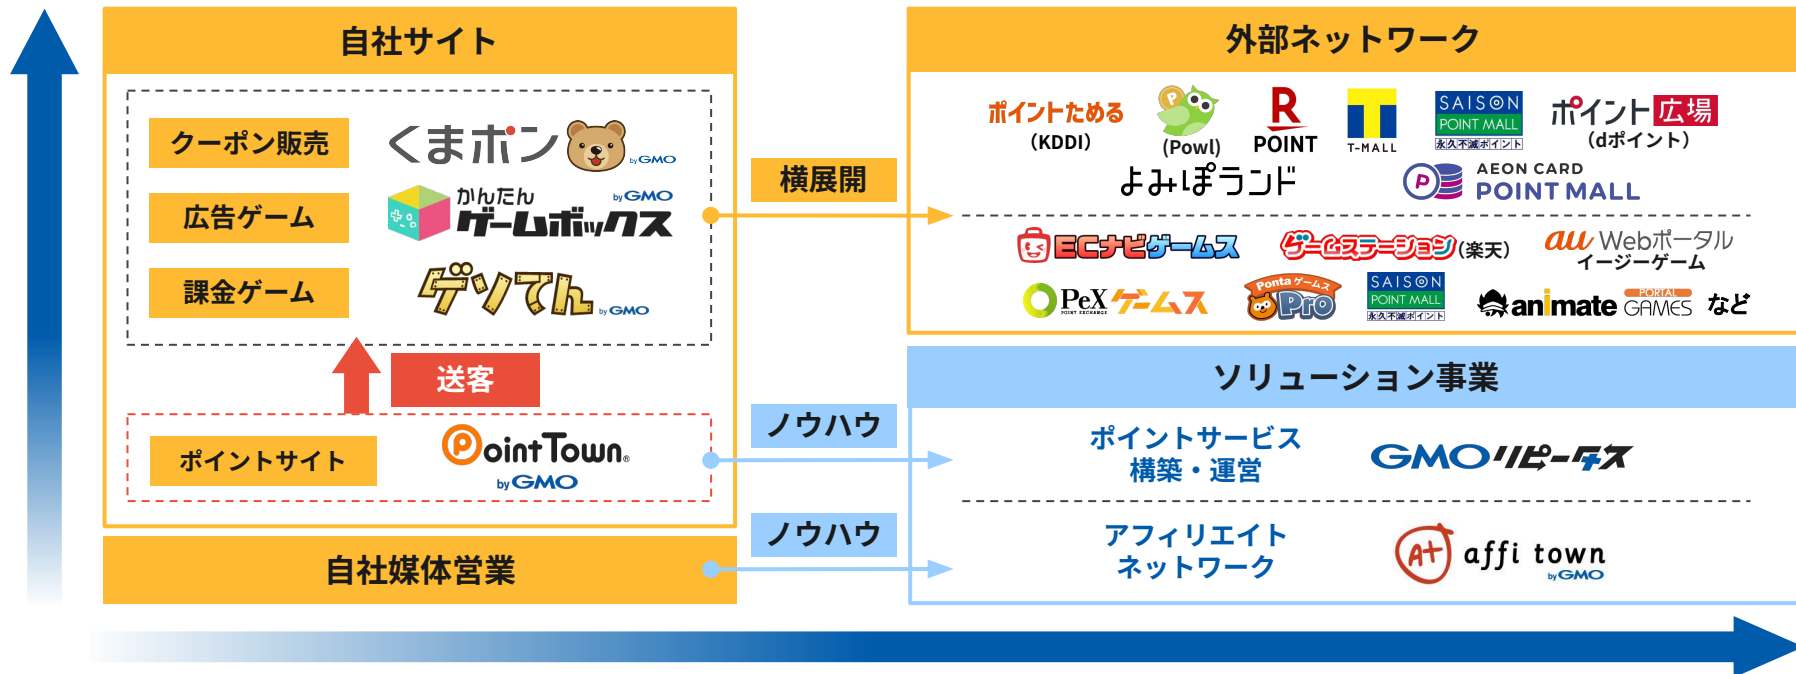 自社サイト
クーポン販売
くまポン
byGMO
広告ゲーム
かんたん
byGMO
ゲームボックス
課金ゲーム
ゲソてん
byGMO
送客
ポイントサイト
PointTown®
byGMO
自社媒体営業
横展開
ノウハウ
ノウハウ
外部ネットワーク
ポイントためる
(KDDI)
P
(Powl)
R
POINT
T
T-MALL
SAISON
POINT MALL
永久不滅ポイント
ポイント広場
(dポイント)
よみぽランド
P
AEON CARD
POINT MALL
ECナビゲームス
ゲームステーション(楽天)
au Webポータル
イージーゲーム
PeX
POINT EXCHANGE
ゲームス
Pontaゲームス
Pro
SAISON
POINT MALL
永久不滅ポイント
animate
PORTAL
GAMES
など
ソリューション事業
ポイントサービス
構築・運営
GMOリピータス
アフィリエイト
ネットワーク
A+
affi town
byGMO